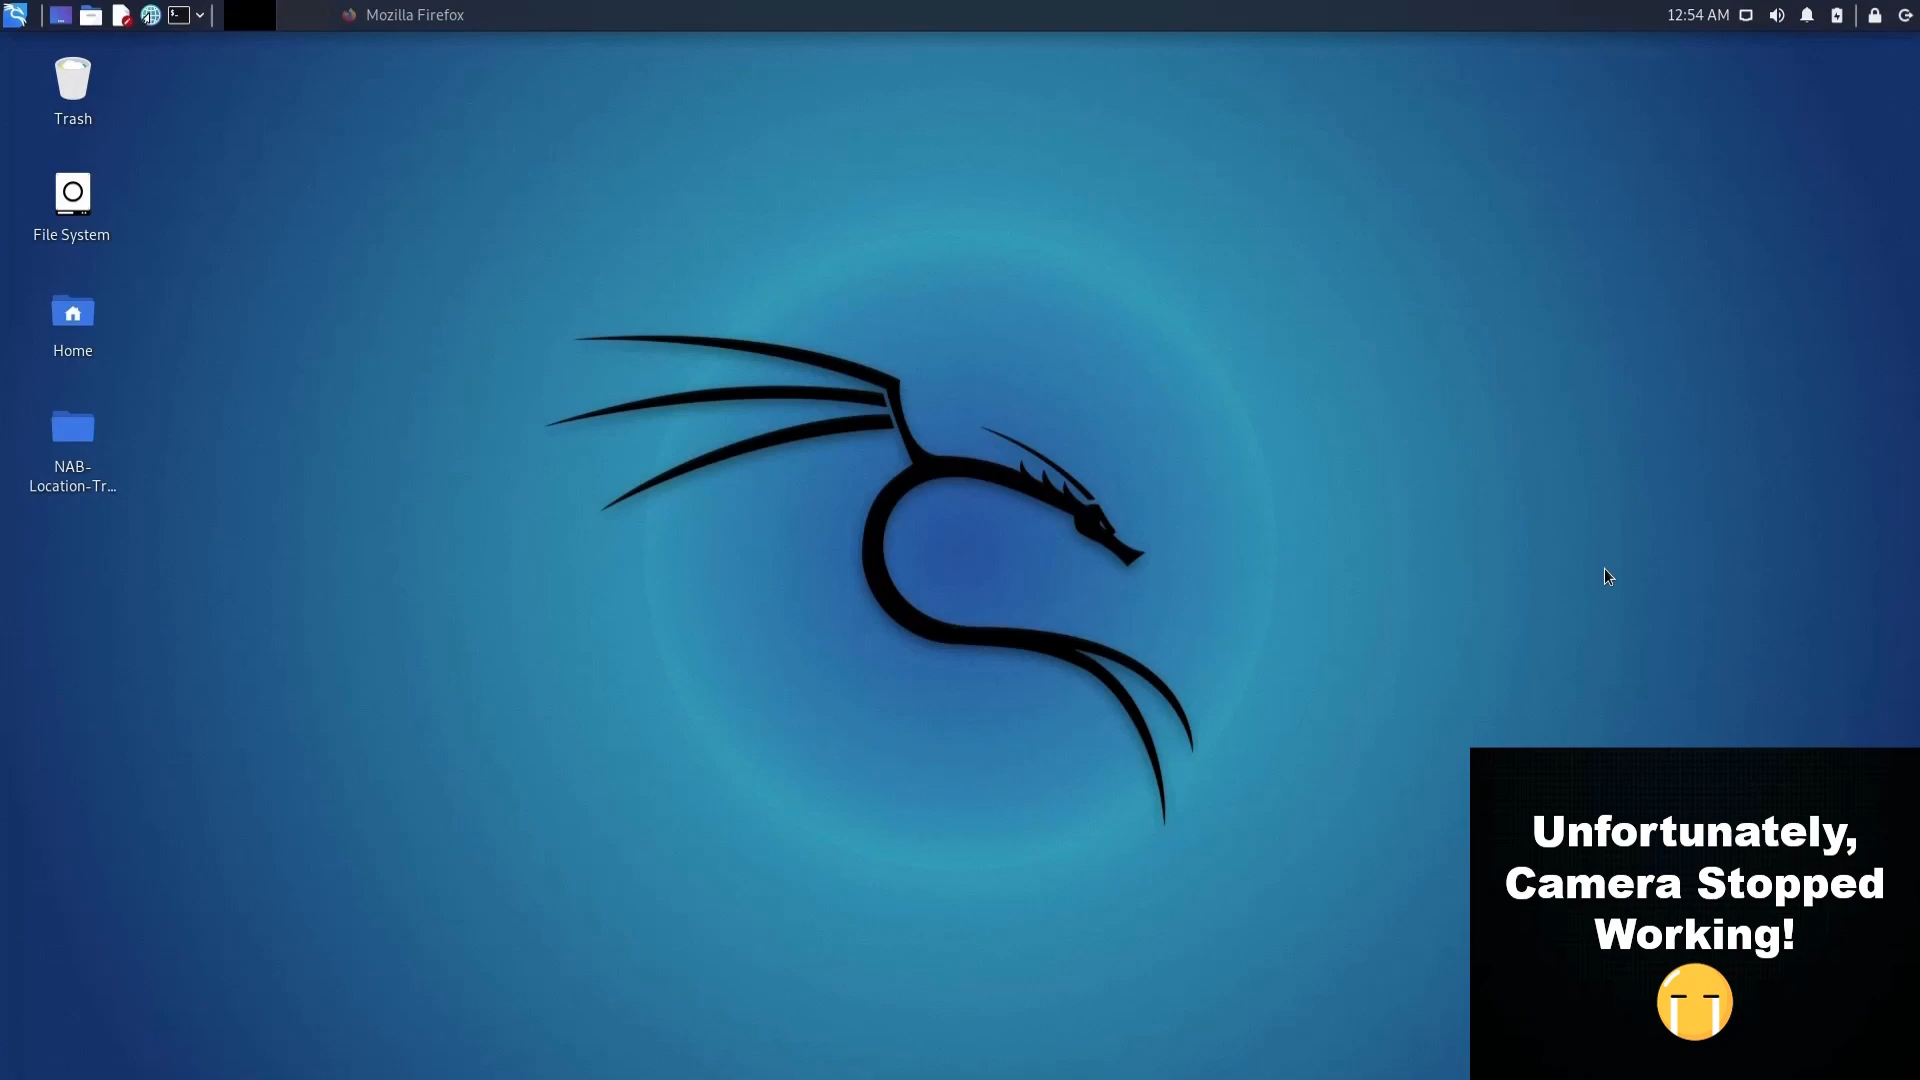 Mozilla Firefox
12:54 AM
Trash
File System
Home
NAB-
Location-Tr...
Unfortunately,
Camera Stopped
Working!